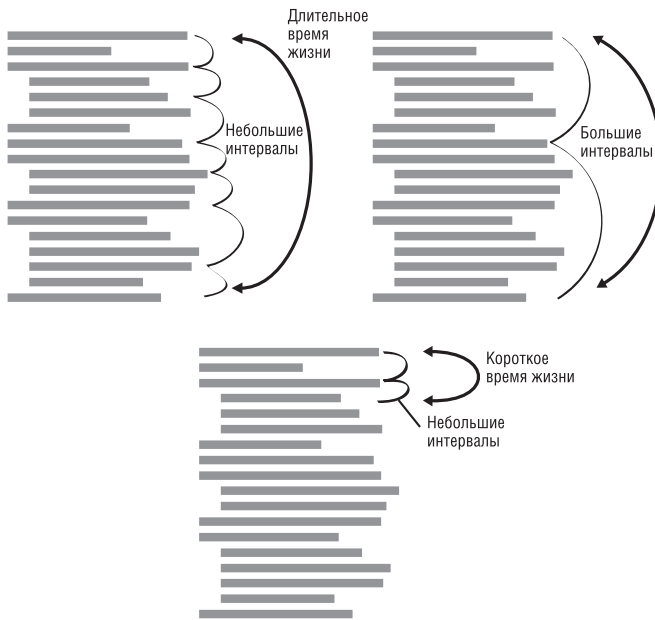 Длительное
время
жизни
Небольшие
интервалы
Большие
интервалы
Короткое
время жизни
Небольшие
интервалы